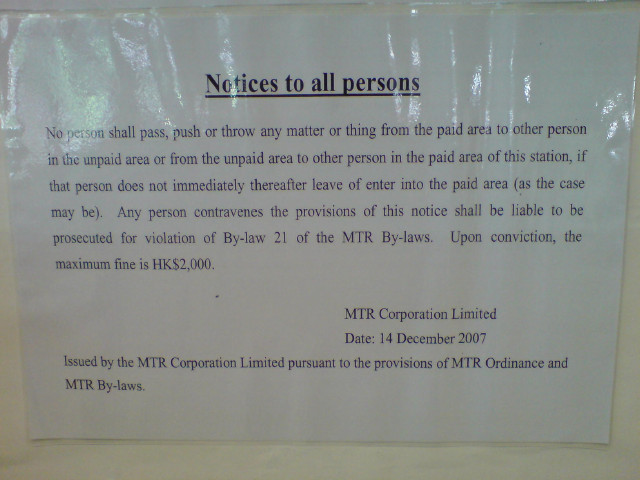 Notices to all persons
No person shall pass, push or throw any matter or thing from the paid area to other person
in the unpaid area or from the unpaid area to other person in the paid area of this station, if
that person does not immediately thereafter leave of enter into the paid area (as the case
may be). Any person contravenes the provisions of this notice shall be liable to be
prosecuted for violation of By-law 21 of the MTR By-laws. Upon conviction, the
maximum fine is HK$2,000.
MTR Corporation Limited
Date: 14 December 2007
Issued by the MTR Corporation Limited pursuant to the provisions of MTR Ordinance and
MTR By-laws.